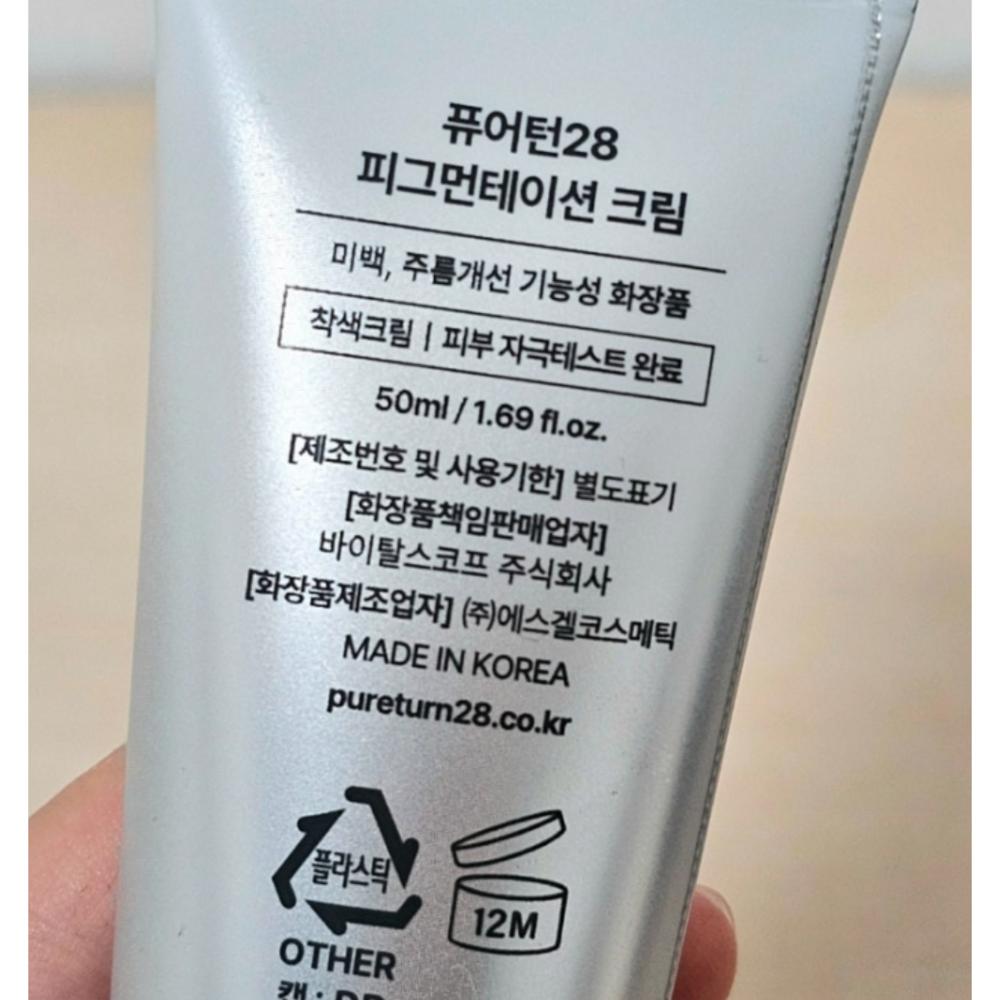 퓨어턴28
피그먼테이션 크림
미백, 주름개선 기능성 화장품
착색크림 | 피부 자극테스트 완료
50ml / 1.69 fl.oz.
[제조번호 및 사용기한] 별도표기
[화장품책임판매업자]
바이탈스코프 주식회사
[화장품제조업자] (주)에스겔코스메틱
MADE IN KOREA
pureturn28.co.kr
플라스틱
12M
OTHER
캡 :